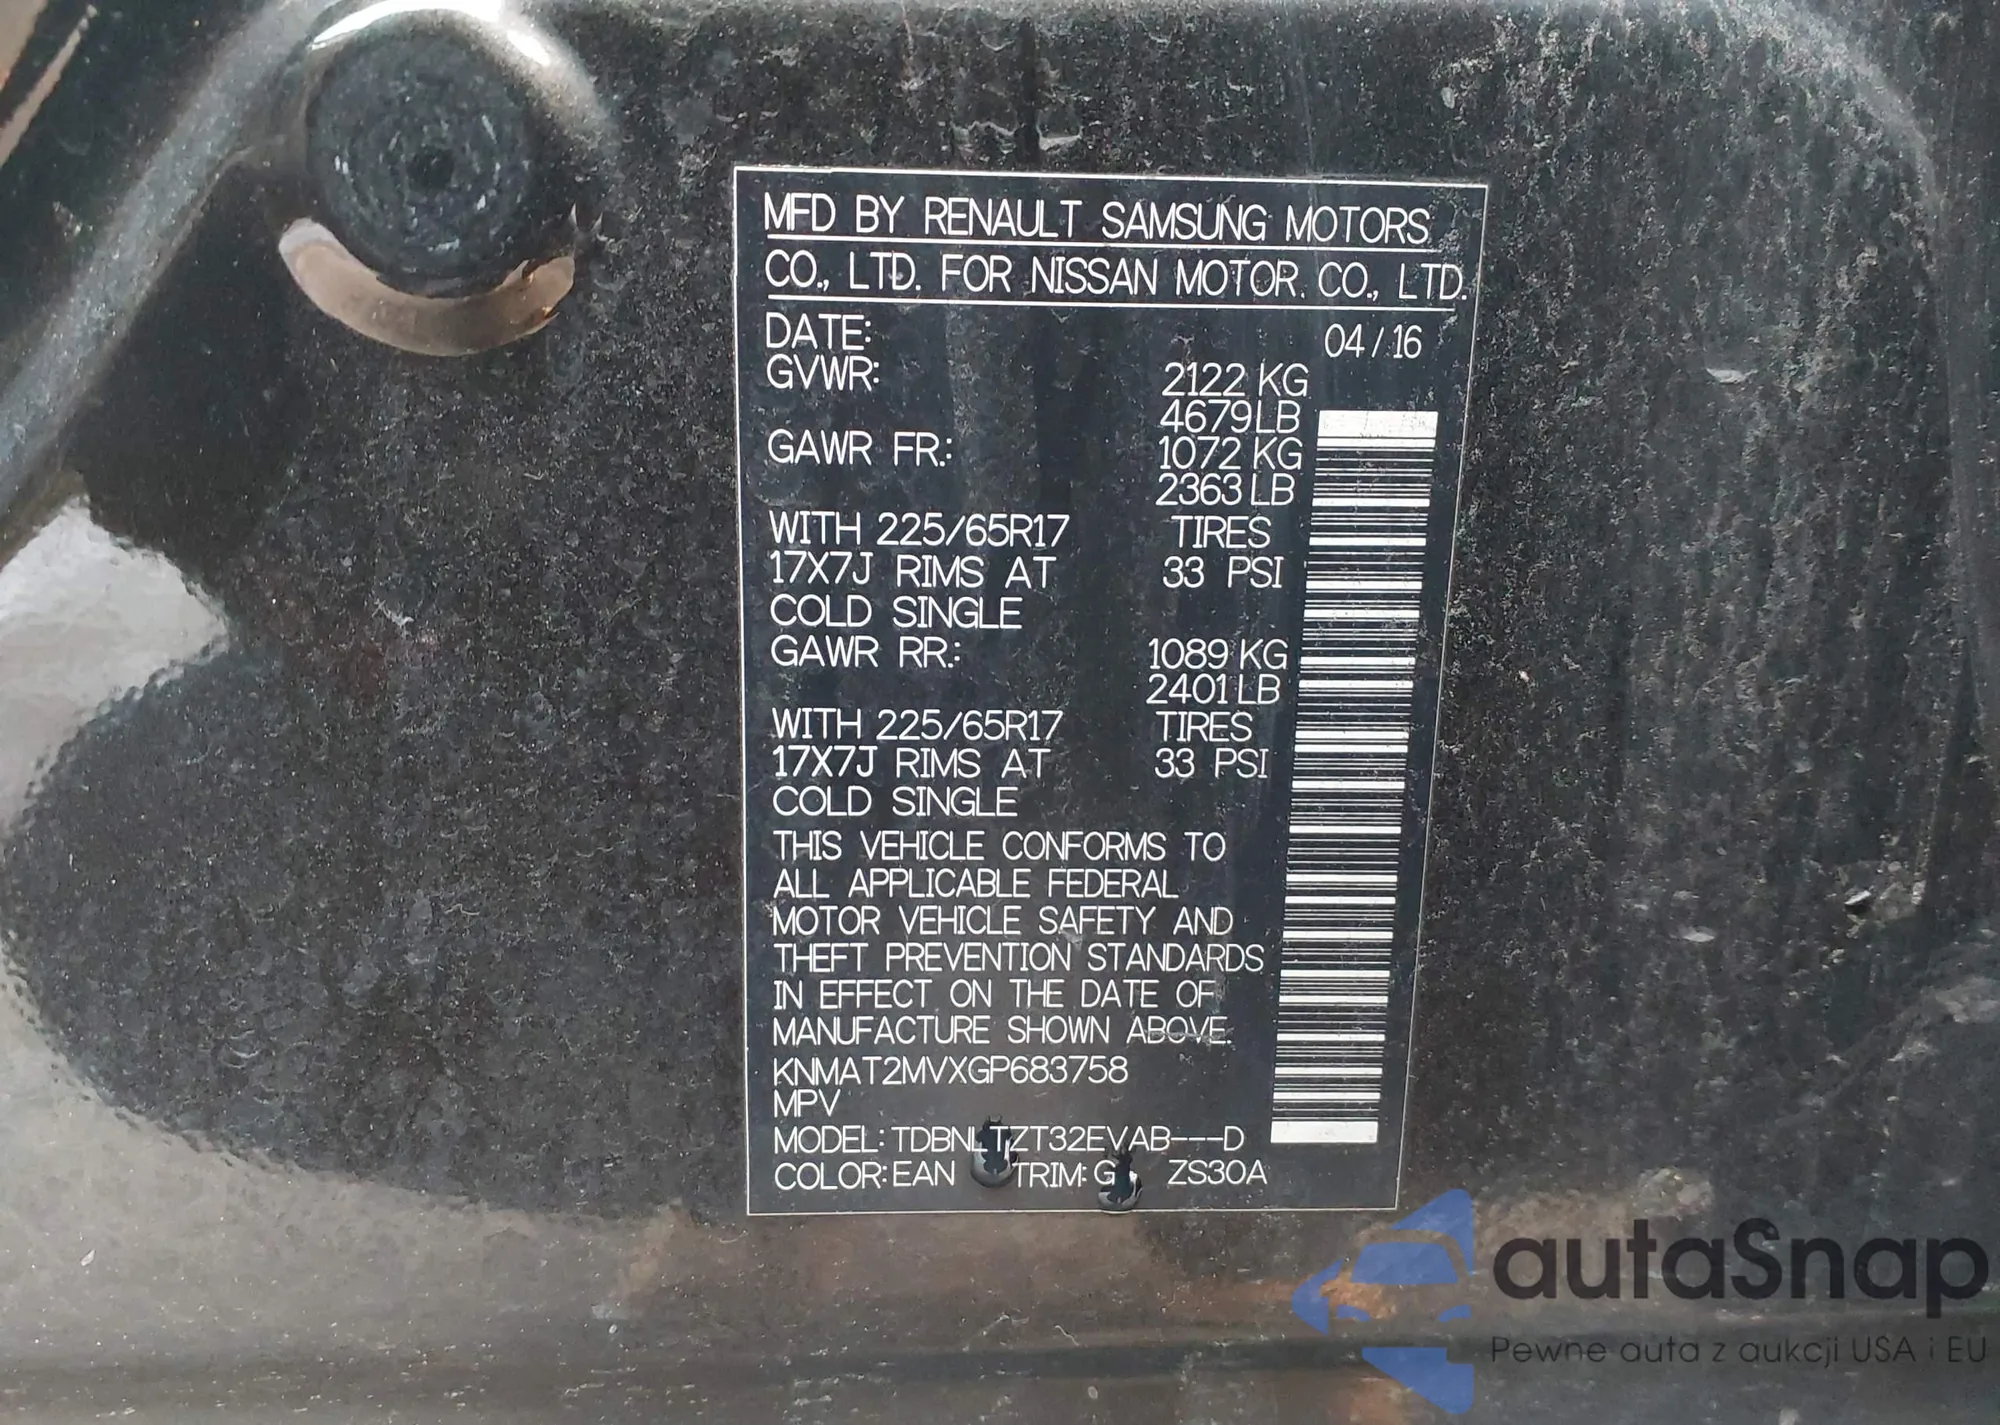 MFD BY RENAULT SAMSUNG MOTORS
CO., LTD. FOR NISSAN MOTOR. CO., LTD.
DATE: 04/16
GVWR: 2122 KG
4679 LB
GAWR FR.: 1072 KG
2363 LB
WITH 225/65R17 TIRES
17X7J RIMS AT 33 PSI
COLD SINGLE
GAWR RR.: 1089 KG
2401 LB
WITH 225/65R17 TIRES
17X7J RIMS AT 33 PSI
COLD SINGLE
THIS VEHICLE CONFORMS TO
ALL APPLICABLE FEDERAL
MOTOR VEHICLE SAFETY AND
THEFT PREVENTION STANDARDS
IN EFFECT ON THE DATE OF
MANUFACTURE SHOWN ABOVE.
KNMAT2MVXGP683758
MPV
MODEL: TDBNLTZT32EVAB---D
COLOR: EAN TRIM: G ZS30A
autaSnap
Pewne auta z aukcji USA i EU